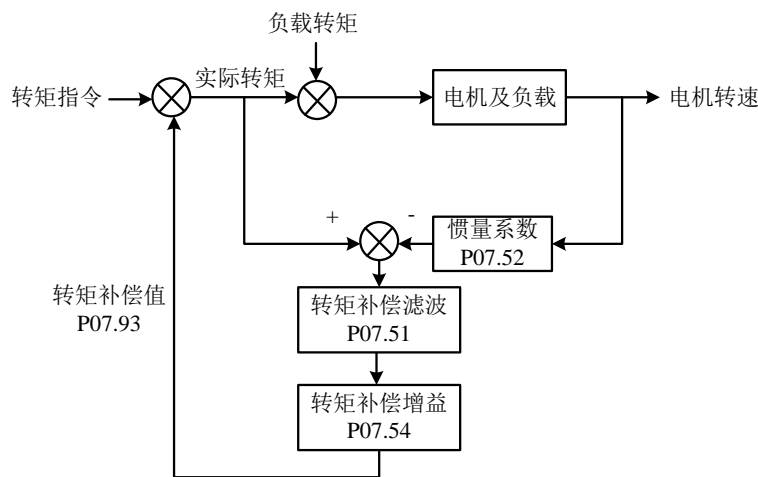 负载转矩
转矩指令
实际转矩
电机及负载
电机转速
+
-
惯量系数
P07.52
转矩补偿值
P07.93
转矩补偿滤波
P07.51
转矩补偿增益
P07.54